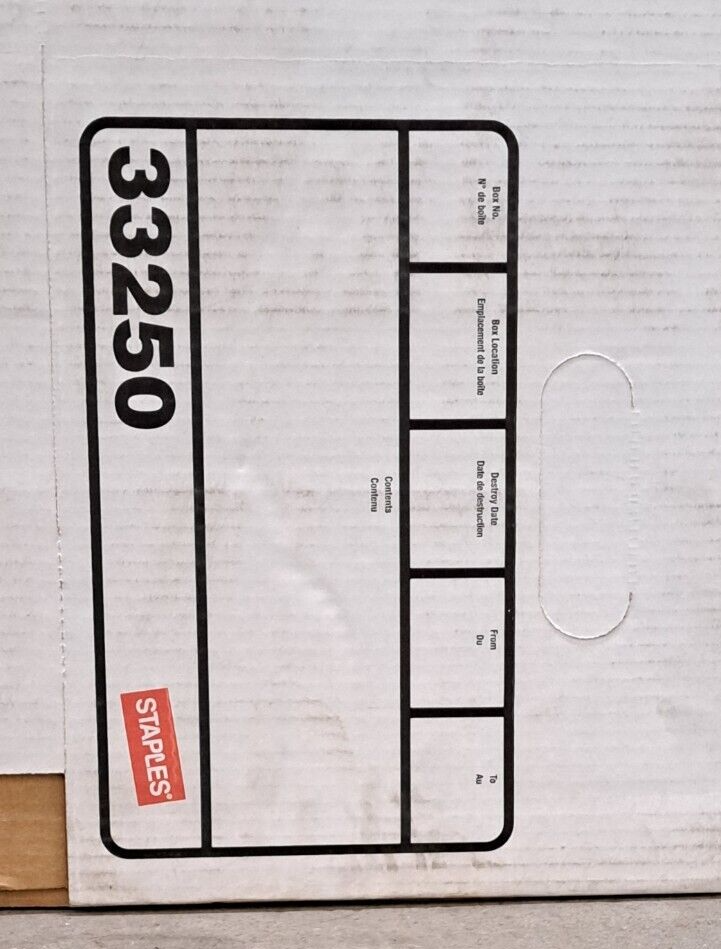 Box No.
N° de boîte
Box Location
Emplacement de la boîte
Destroy Date
Date de destruction
From
Du
To
Au
Contents
Contenu
33250
STAPLES®